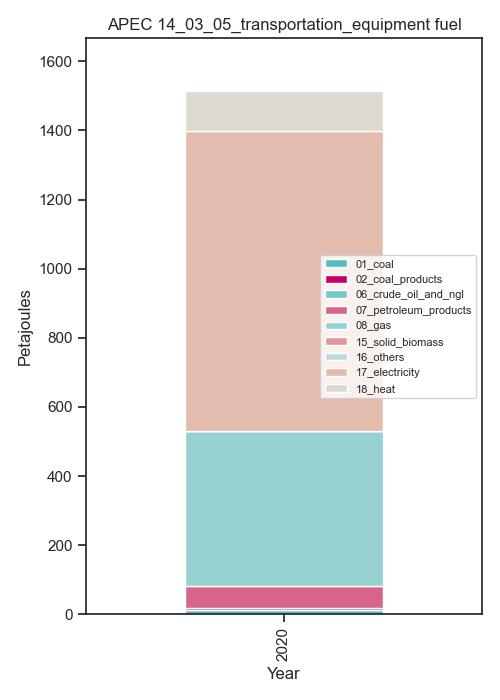 APEC 14_03_05_transportation_equipment fuel
Petajoules
1600
1400
1200
1000
800
600
400
200
0
01_coal
02_coal_products
06_crude_oil_and_ngl
07_petroleum_products
08_gas
15_solid_biomass
16_others
17_electricity
18_heat
2020
Year